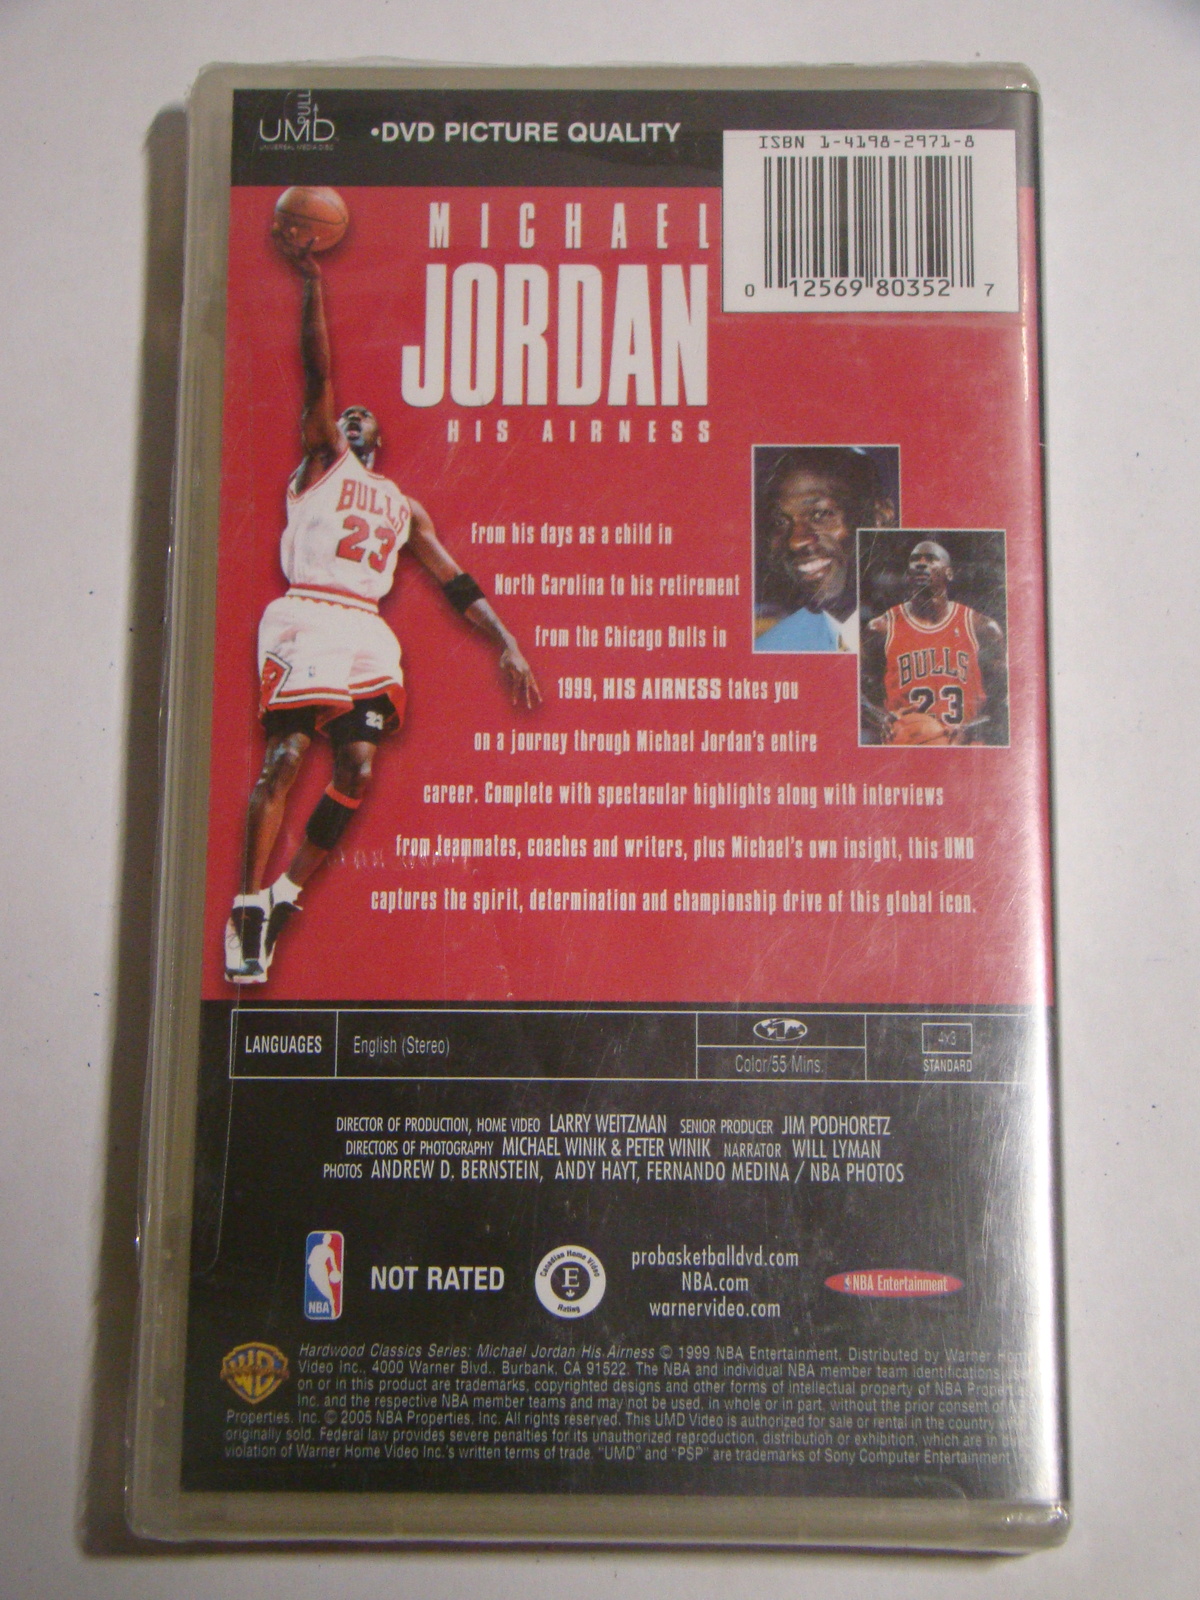 PULL
UMD
UNIVERSAL MEDIA DISC
•DVD PICTURE QUALITY
ISBN 1-4198-2971-8
0 12569 80352 7
MICHAEL
JORDAN
HIS AIRNESS
BULLS
23
23
BULLS
23
From his days as a child in
North Carolina to his retirement
from the Chicago Bulls in
1999, HIS AIRNESS takes you
on a journey through Michael Jordan's entire
career. Complete with spectacular highlights along with interviews
from teammates, coaches and writers, plus Michael's own insight, this UMD
captures the spirit, determination and championship drive of this global icon.
LANGUAGES English (Stereo)
1
Color/55 Mins.
4x3
STANDARD
DIRECTOR OF PRODUCTION, HOME VIDEO LARRY WEITZMAN SENIOR PRODUCER JIM PODHORETZ
DIRECTORS OF PHOTOGRAPHY MICHAEL WINIK & PETER WINIK NARRATOR WILL LYMAN
PHOTOS ANDREW D. BERNSTEIN, ANDY HAYT, FERNANDO MEDINA / NBA PHOTOS
NBA
NOT RATED
Canadian Home Video
E
Rating
probasketballdvd.com
NBA.com
warnervideo.com
NBA Entertainment
WB
Hardwood Classics Series: Michael Jordan His Airness © 1999 NBA Entertainment. Distributed by Warner Home
Video Inc., 4000 Warner Blvd., Burbank, CA 91522. The NBA and individual NBA member team identifications used
on or in this product are trademarks, copyrighted designs and other forms of intellectual property of NBA Properties,
Inc. and the respective NBA member teams and may not be used, in whole or in part, without the prior consent of
Properties, Inc. © 2005 NBA Properties, Inc. All rights reserved. This UMD Video is authorized for sale or rental in the country
originally sold. Federal law provides severe penalties for its unauthorized reproduction, distribution or exhibition, which are in
violation of Warner Home Video Inc.'s written terms of trade. "UMD" and "PSP" are trademarks of Sony Computer Entertainment